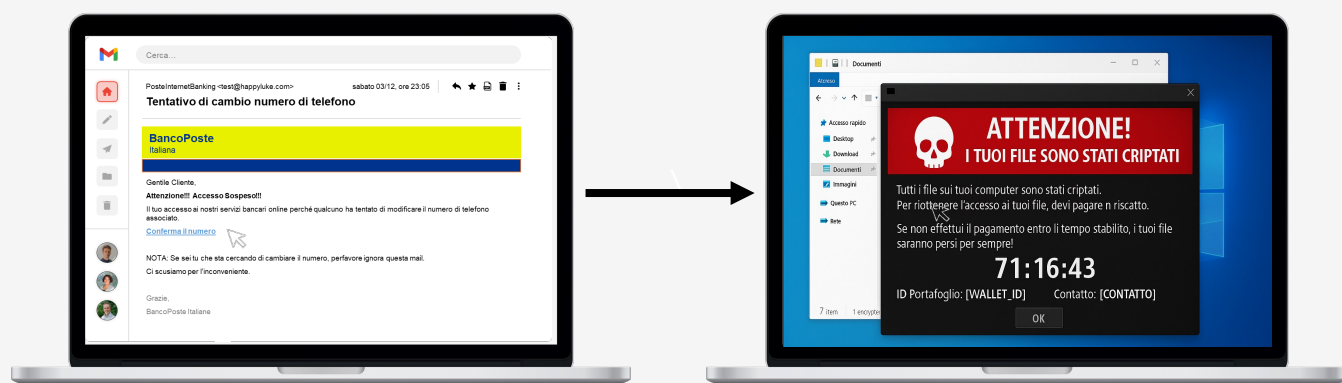 Cerca...
PosteInternetBanking <test@happyluke.com> sabato 03/12, ore 23:05
Tentativo di cambio numero di telefono
BancoPoste
Italiana
Gentile Cliente,
Attenzione!!! Accesso Sospeso!!!
Il tuo accesso ai nostri servizi bancari online perché qualcuno ha tentato di modificare il numero di telefono
associato.
Conferma il numero
NOTA: Se sei tu che sta cercando di cambiare il numero, perfavore ignora questa mail.
Ci scusiamo per l'inconveniente.
Grazie,
BancoPosta Italiane
Documenti
Accesso rapido
Desktop
Download
Documenti
Immagini
Questo PC
Rete
7 item 1 encrypte
ATTENZIONE!
I TUOI FILE SONO STATI CRIPTATI
Tutti i file sui tuoi computer sono stati criptati.
Per riottenere l'accesso ai tuoi file, devi pagare n riscatto.
Se non effettui il pagamento entro li tempo stabilito, i tuoi file
saranno persi per sempre!
71:16:43
ID Portafoglio: [WALLET_ID] Contatto: [CONTATTO]
OK